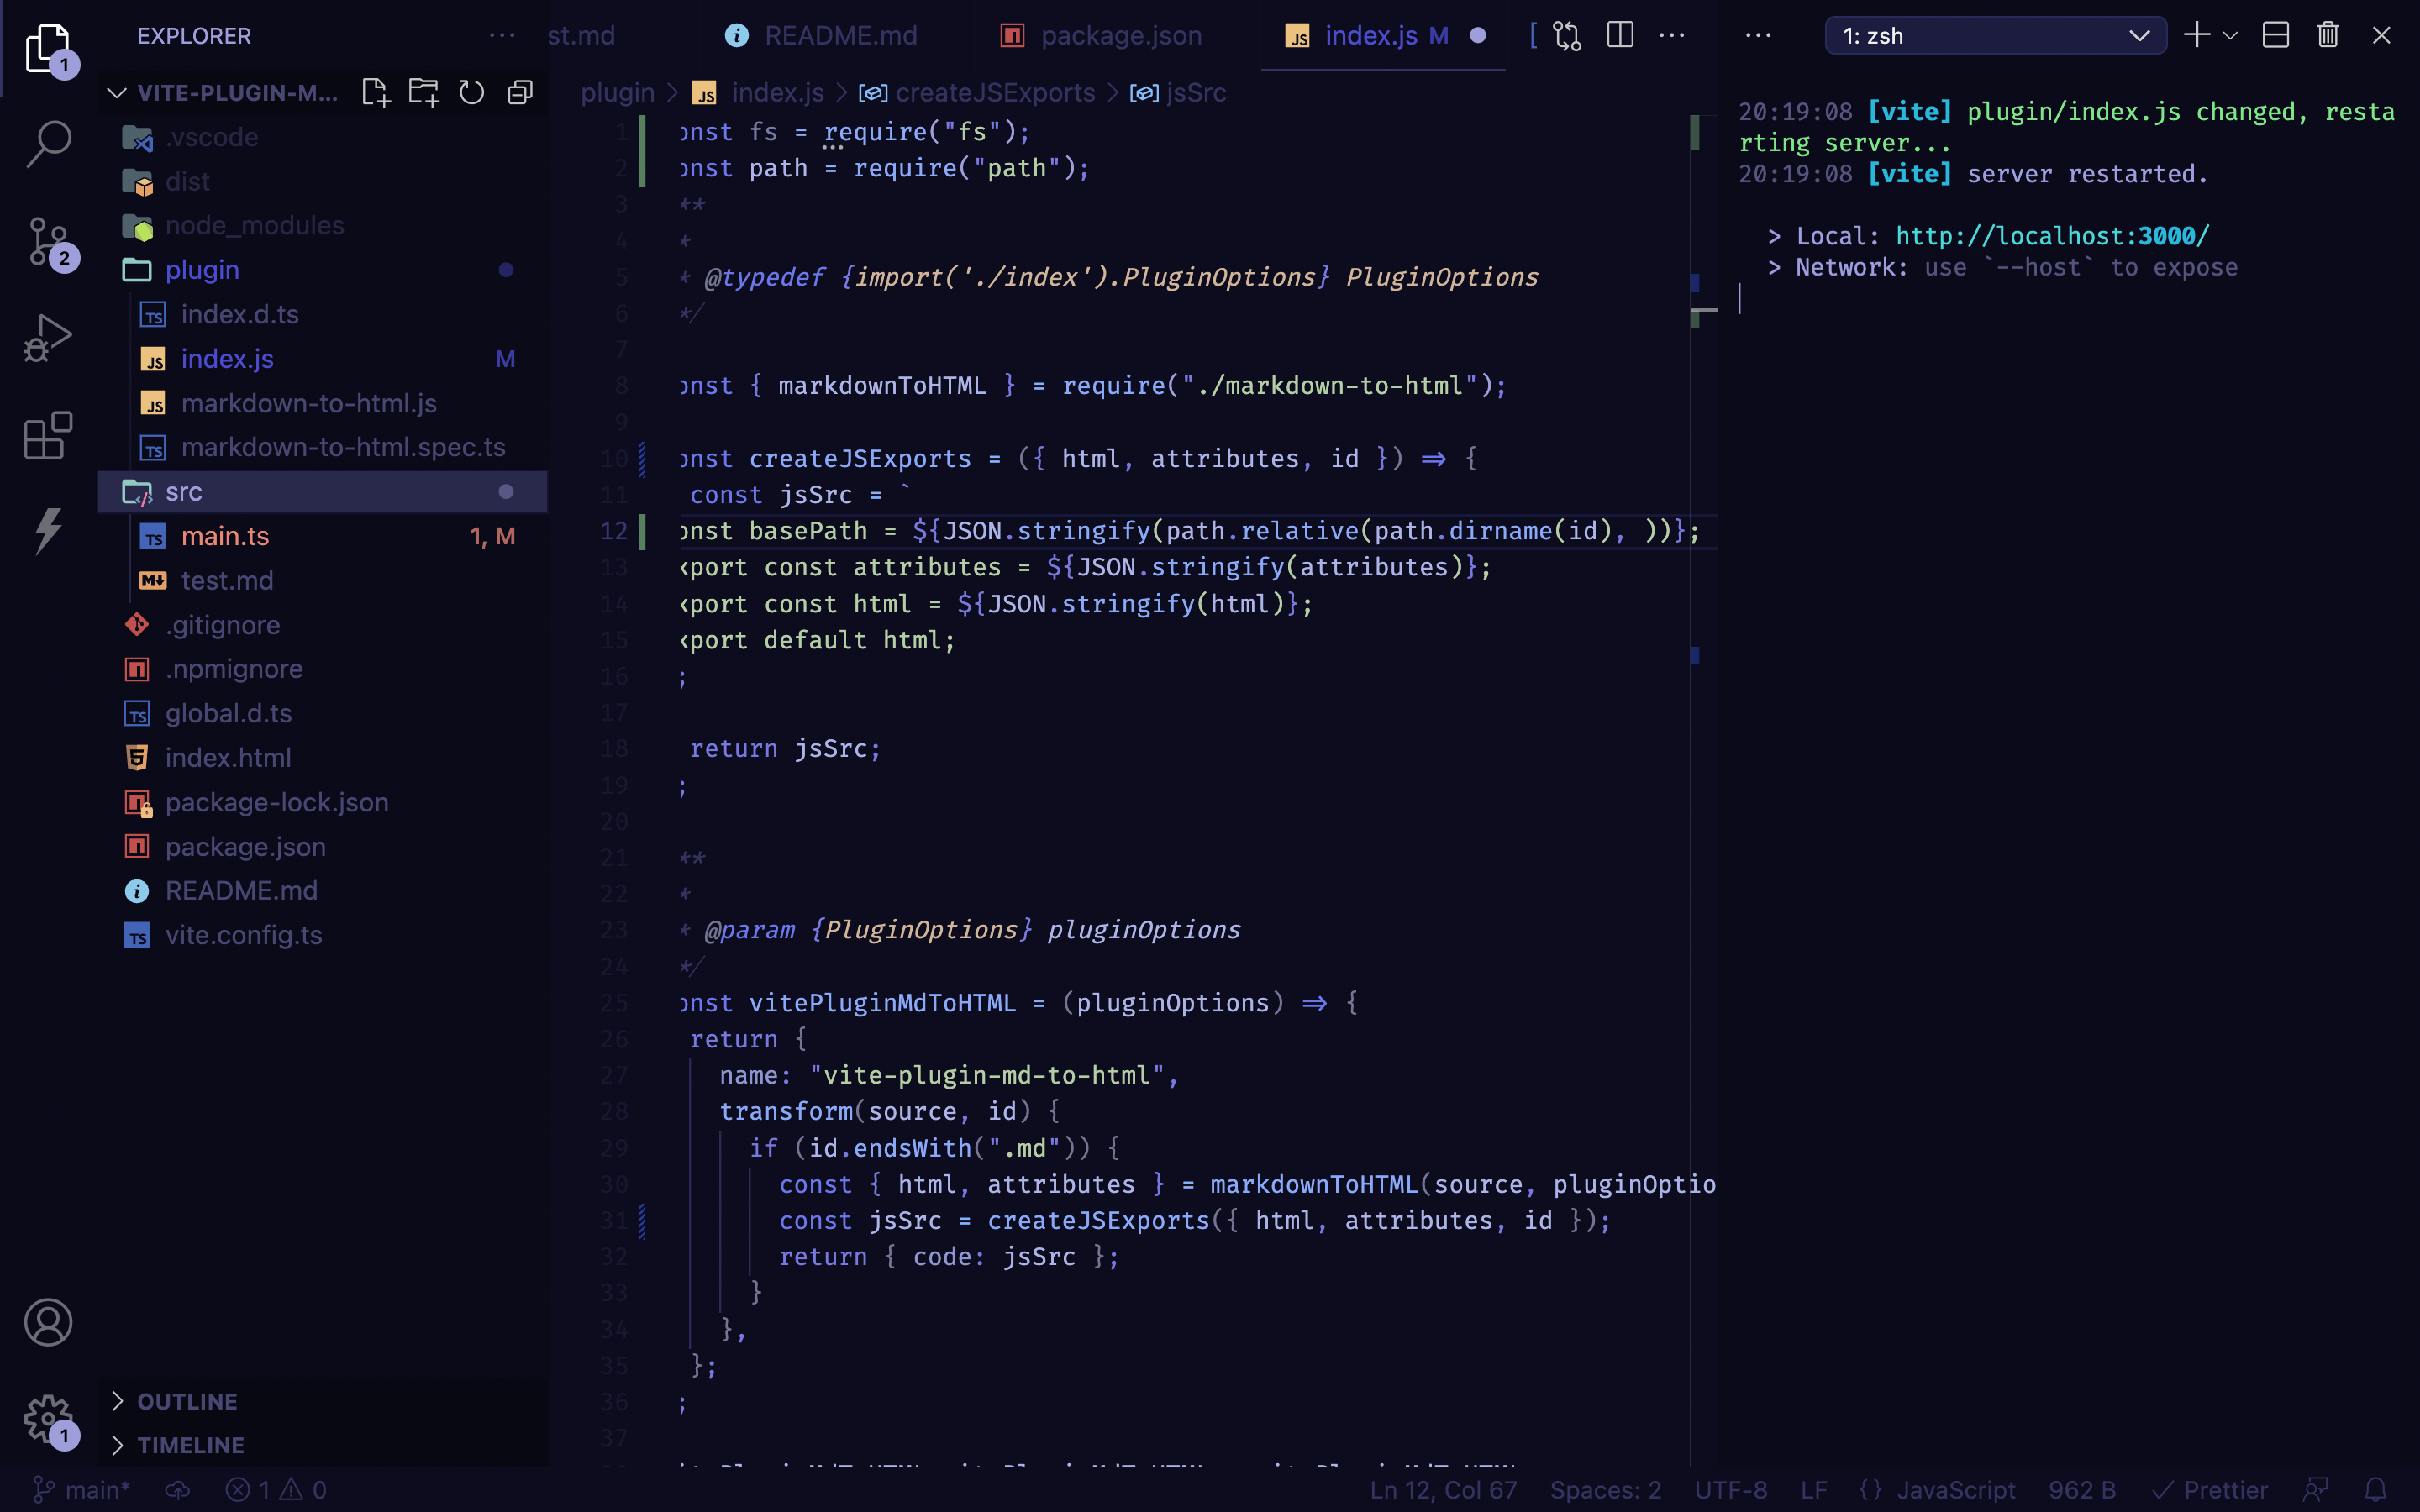 EXPLORER
VITE-PLUGIN-M...
.vscode
dist
node_modules
plugin
index.d.ts
index.js M
markdown-to-html.js
markdown-to-html.spec.ts
src
main.ts 1, M
test.md
.gitignore
.npmignore
global.d.ts
index.html
package-lock.json
package.json
README.md
vite.config.ts
OUTLINE
TIMELINE
1
2
1
st.md README.md package.json index.js M
plugin > index.js > createJSExports > jsSrc
1 onst fs = require("fs");
2 onst path = require("path");
3 **
4 *
5 * @typedef {import('./index').PluginOptions} PluginOptions
6 */
7
8 onst { markdownToHTML } = require("./markdown-to-html");
9
10 onst createJSExports = ({ html, attributes, id }) => {
11 const jsSrc = `
12 onst basePath = ${JSON.stringify(path.relative(path.dirname(id), ))};
13 xport const attributes = ${JSON.stringify(attributes)};
14 xport const html = ${JSON.stringify(html)};
15 xport default html;
16 ;
17
18 return jsSrc;
19 ;
20
21 **
22 *
23 * @param {PluginOptions} pluginOptions
24 */
25 onst vitePluginMdToHTML = (pluginOptions) => {
26 return {
27 name: "vite-plugin-md-to-html",
28 transform(source, id) {
29 if (id.endsWith(".md")) {
30 const { html, attributes } = markdownToHTML(source, pluginOptio
31 const jsSrc = createJSExports({ html, attributes, id });
32 return { code: jsSrc };
33 }
34 },
35 };
36 ;
37
1: zsh
20:19:08 [vite] plugin/index.js changed, resta
rting server...
20:19:08 [vite] server restarted.
> Local: http://localhost:3000/
> Network: use `--host` to expose
main* 1 0 Ln 12, Col 67 Spaces: 2 UTF-8 LF {} JavaScript 962 B Prettier